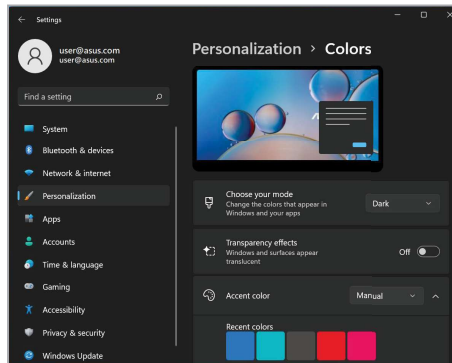 Settings
user@asus.com
user@asus.com
Find a setting
System
Bluetooth & devices
Network & internet
Personalization
Apps
Accounts
Time & language
Gaming
Accessibility
Privacy & security
Windows Update
Personalization > Colors
Choose your mode
Change the colors that appear in
Windows and your apps
Dark
Transparency effects
Windows and surfaces appear
translucent
Off
Accent color
Manual
Recent colors